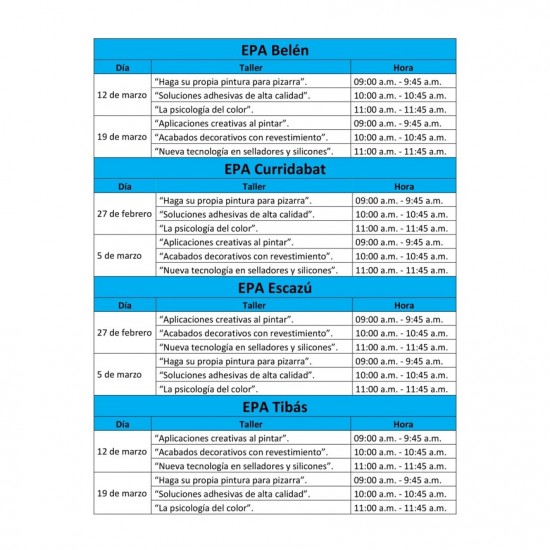 EPA Belén
Día Taller Hora
12 de marzo
“Haga su propia pintura para pizarra”. 09:00 a.m. - 9:45 a.m.
“Soluciones adhesivas de alta calidad”. 10:00 a.m. - 10:45 a.m.
“La psicología del color”. 11:00 a.m. - 11:45 a.m.
19 de marzo
“Aplicaciones creativas al pintar”. 09:00 a.m. - 9:45 a.m.
“Acabados decorativos con revestimiento”. 10:00 a.m. - 10:45 a.m.
“Nueva tecnología en selladores y silicones”. 11:00 a.m. - 11:45 a.m.
EPA Curridabat
Día Taller Hora
27 de febrero
“Haga su propia pintura para pizarra”. 09:00 a.m. - 9:45 a.m.
“Soluciones adhesivas de alta calidad”. 10:00 a.m. - 10:45 a.m.
“La psicología del color”. 11:00 a.m. - 11:45 a.m.
5 de marzo
“Aplicaciones creativas al pintar”. 09:00 a.m. - 9:45 a.m.
“Acabados decorativos con revestimiento”. 10:00 a.m. - 10:45 a.m.
“Nueva tecnología en selladores y silicones”. 11:00 a.m. - 11:45 a.m.
EPA Escazú
Día Taller Hora
27 de febrero
“Aplicaciones creativas al pintar”. 09:00 a.m. - 9:45 a.m.
“Acabados decorativos con revestimiento”. 10:00 a.m. - 10:45 a.m.
“Nueva tecnología en selladores y silicones”. 11:00 a.m. - 11:45 a.m.
5 de marzo
“Haga su propia pintura para pizarra”. 09:00 a.m. - 9:45 a.m.
“Soluciones adhesivas de alta calidad”. 10:00 a.m. - 10:45 a.m.
“La psicología del color”. 11:00 a.m. - 11:45 a.m.
EPA Tibás
Día Taller Hora
12 de marzo
“Aplicaciones creativas al pintar”. 09:00 a.m. - 9:45 a.m.
“Acabados decorativos con revestimiento”. 10:00 a.m. - 10:45 a.m.
“Nueva tecnología en selladores y silicones”. 11:00 a.m. - 11:45 a.m.
19 de marzo
“Haga su propia pintura para pizarra”. 09:00 a.m. - 9:45 a.m.
“Soluciones adhesivas de alta calidad”. 10:00 a.m. - 10:45 a.m.
“La psicología del color”. 11:00 a.m. - 11:45 a.m.